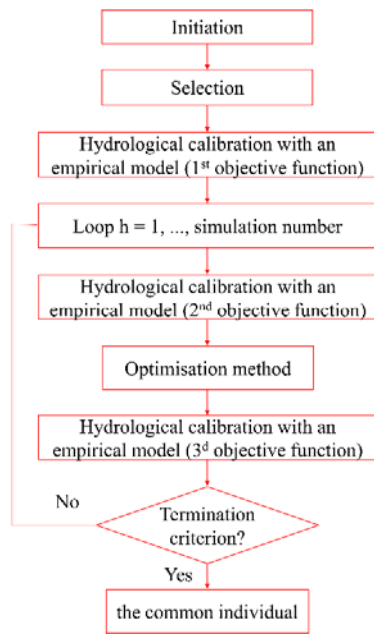 Initiation
Selection
Hydrological calibration with an
empirical model (1st objective function)
Loop h = 1, ..., simulation number
Hydrological calibration with an
empirical model (2nd objective function)
Optimisation method
Hydrological calibration with an
empirical model (3d objective function)
No
Termination
criterion?
Yes
the common individual